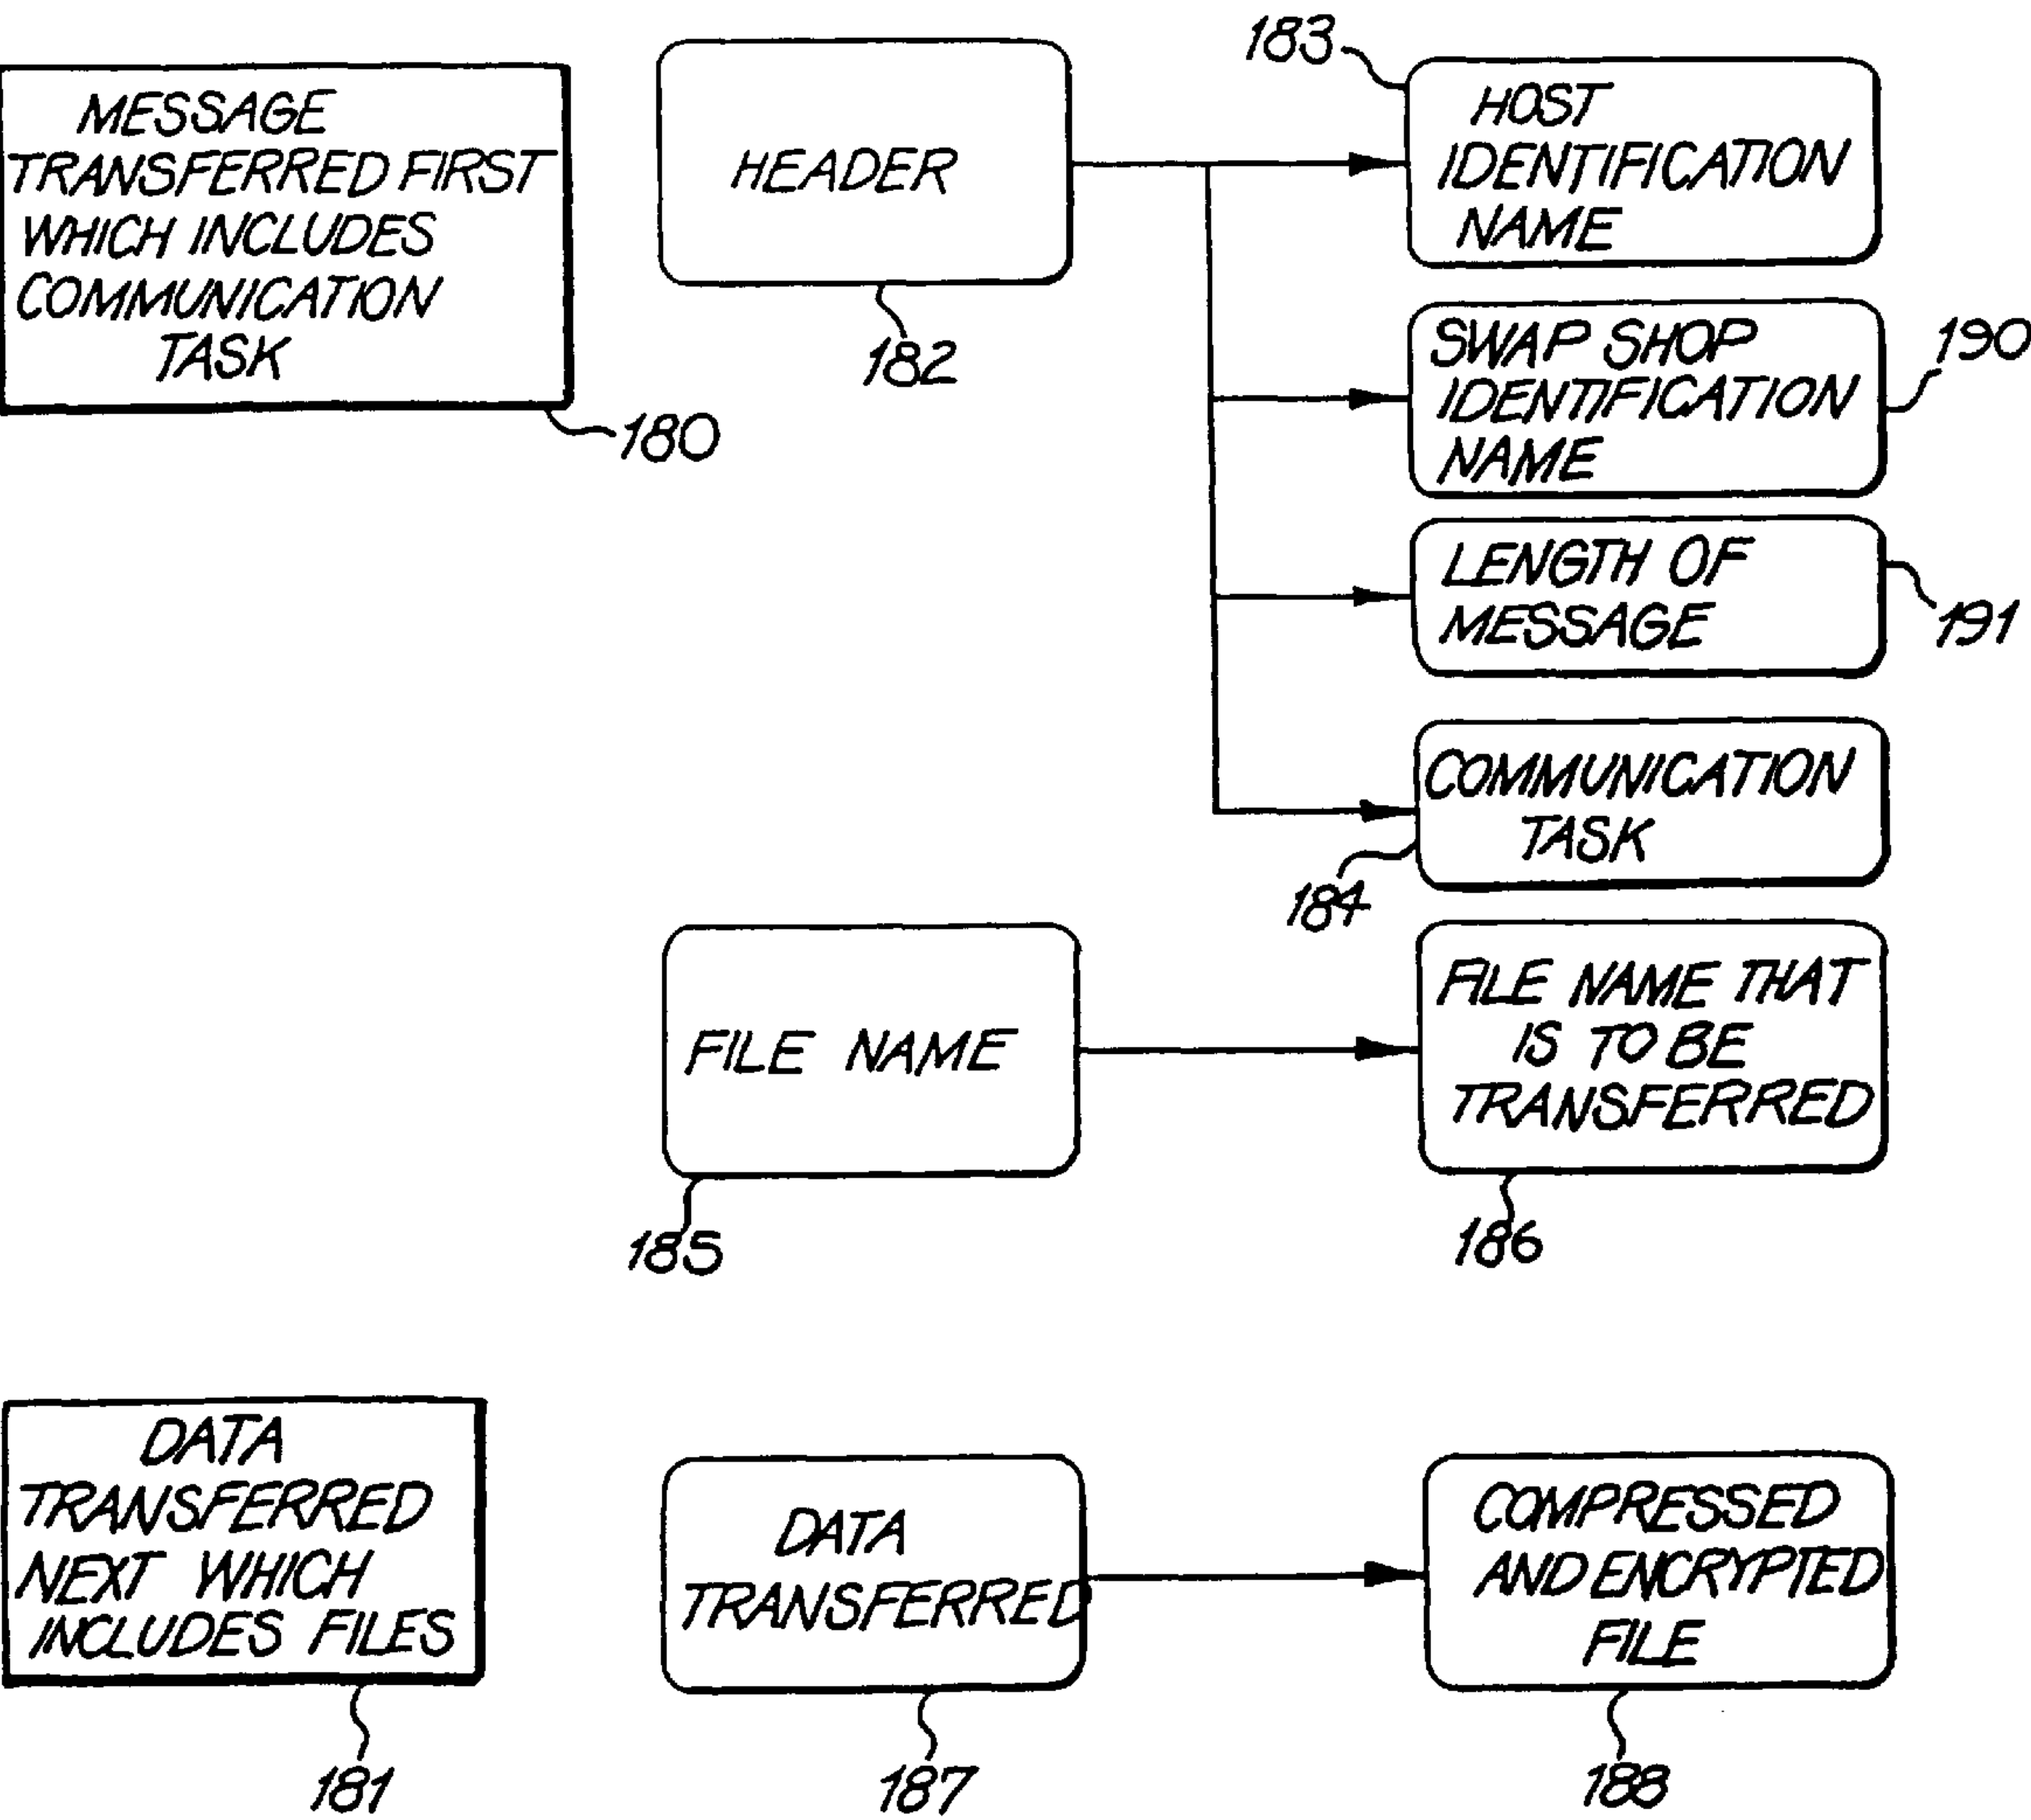 MESSAGE
TRANSFERRED FIRST
WHICH INCLUDES
COMMUNICATION
TASK
180
HEADER
182
183
HOST
IDENTIFICATION
NAME
SWAP SHOP
IDENTIFICATION
NAME
190
LENGTH OF
MESSAGE
191
COMMUNICATION
TASK
184
FILE NAME
185
FILE NAME THAT
IS TO BE
TRANSFERRED
186
DATA
TRANSFERRED
NEXT WHICH
INCLUDES FILES
181
DATA
TRANSFERRED
187
COMPRESSED
AND ENCRYPTED
FILE
188